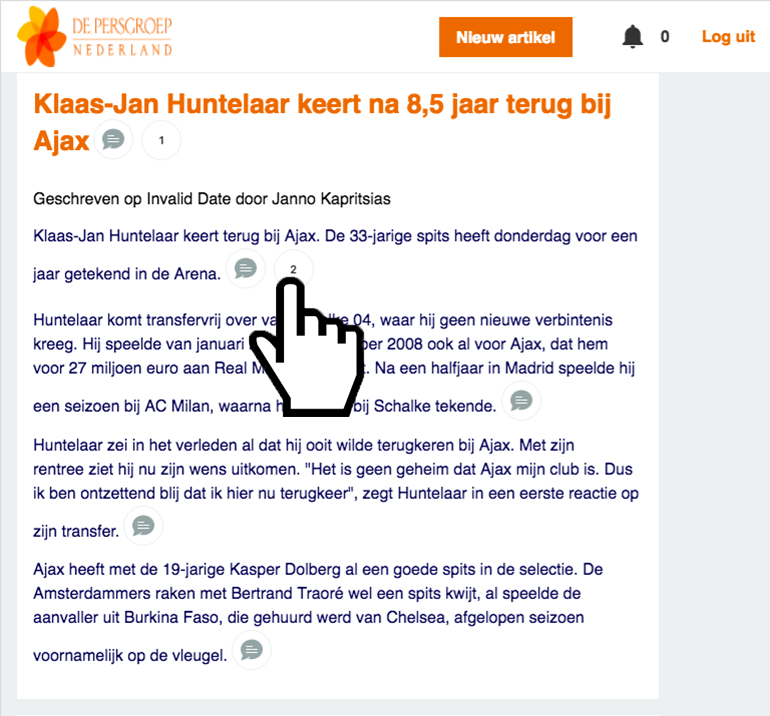 DE PERSGROEP
NEDERLAND
Nieuw artikel
0
Log uit
Klaas-Jan Huntelaar keert na 8,5 jaar terug bij
Ajax
1
Geschreven op Invalid Date door Janno Kapritsias
Klaas-Jan Huntelaar keert terug bij Ajax. De 33-jarige spits heeft donderdag voor een
jaar getekend in de Arena.
2
Huntelaar komt transfervrij over 04, waar hij geen nieuwe verbintenis
kreeg. Hij speelde van januari 2008 ook al voor Ajax, dat hem
voor 27 miljoen euro aan Real Na een halfjaar in Madrid speelde hij
een seizoen bij AC Milan, waarna bij Schalke tekende.
Huntelaar zei in het verleden al dat hij ooit wilde terugkeren bij Ajax. Met zijn
rentree ziet hij nu zijn wens uitkomen. "Het is geen geheim dat Ajax mijn club is. Dus
ik ben ontzettend blij dat ik hier nu terugkeer", zegt Huntelaar in een eerste reactie op
zijn transfer.
Ajax heeft met de 19-jarige Kasper Dolberg al een goede spits in de selectie. De
Amsterdammers raken met Bertrand Traoré wel een spits kwijt, al speelde de
aanvaller uit Burkina Faso, die gehuurd werd van Chelsea, afgelopen seizoen
voornamelijk op de vleugel.